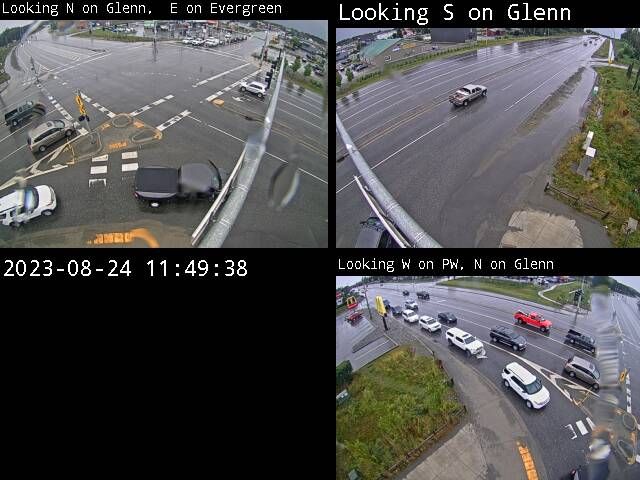 Looking N on Glenn,  E on Evergreen
Looking S on Glenn
2023-08-24 11:49:38
Looking W on PW, N on Glenn